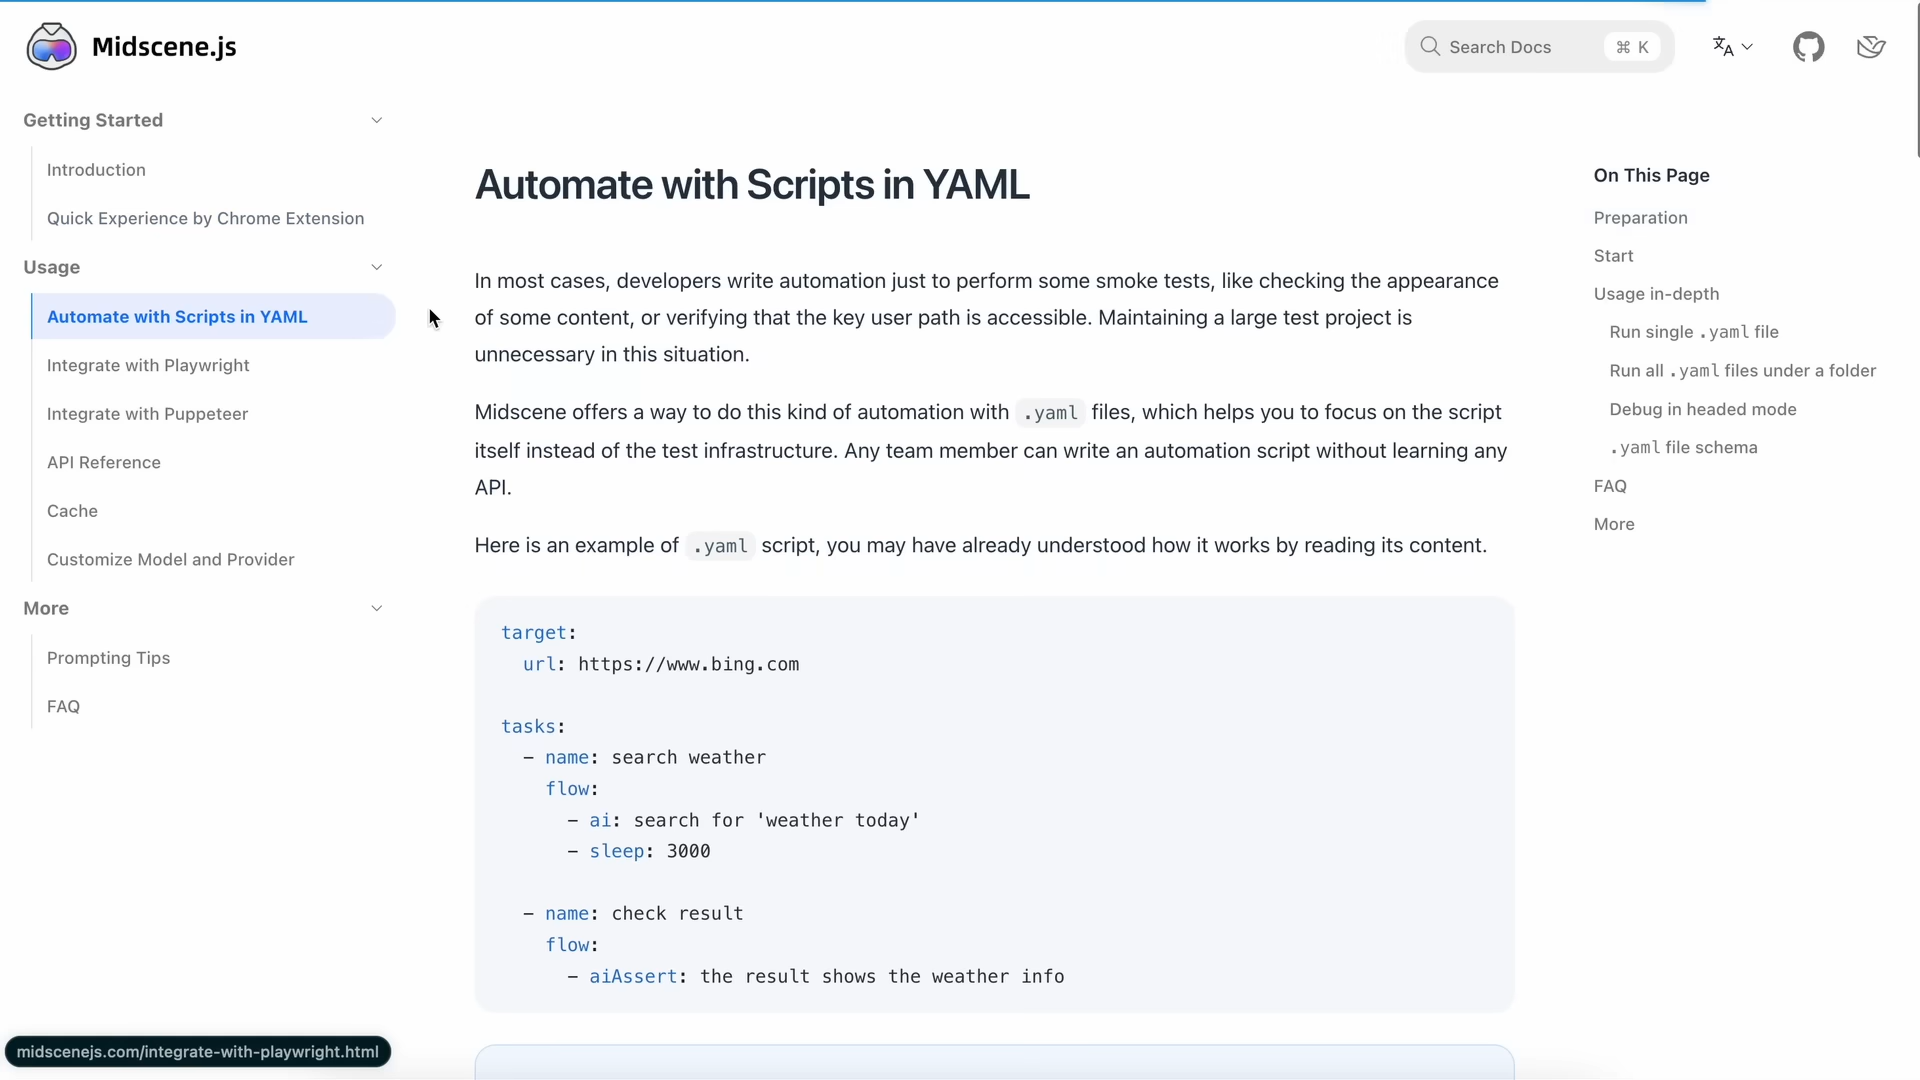 Midscene.js
Search Docs
⌘ K
Getting Started
Introduction
Quick Experience by Chrome Extension
Usage
Automate with Scripts in YAML
Integrate with Playwright
Integrate with Puppeteer
API Reference
Cache
Customize Model and Provider
More
Prompting Tips
FAQ
Automate with Scripts in YAML
In most cases, developers write automation just to perform some smoke tests, like checking the appearance
of some content, or verifying that the key user path is accessible. Maintaining a large test project is
unnecessary in this situation.
Midscene offers a way to do this kind of automation with .yaml files, which helps you to focus on the script
itself instead of the test infrastructure. Any team member can write an automation script without learning any
API.
Here is an example of .yaml script, you may have already understood how it works by reading its content.
target:
  url: https://www.bing.com
tasks:
  - name: search weather
    flow:
      - ai: search for 'weather today'
      - sleep: 3000
  - name: check result
    flow:
      - aiAssert: the result shows the weather info
On This Page
Preparation
Start
Usage in-depth
Run single .yaml file
Run all .yaml files under a folder
Debug in headed mode
.yaml file schema
FAQ
More
midscenejs.com/integrate-with-playwright.html